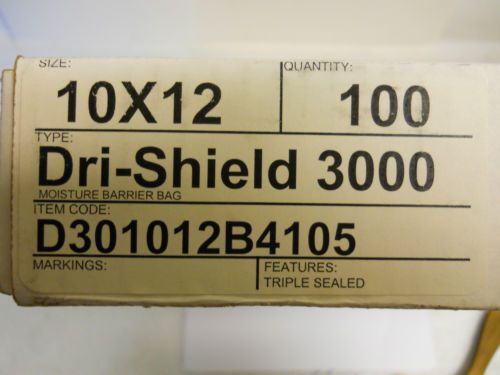 SIZE: QUANTITY:
10X12 100
TYPE:
Dri-Shield 3000
MOISTURE BARRIER BAG
ITEM CODE:
D301012B4105
MARKINGS: FEATURES:
TRIPLE SEALED